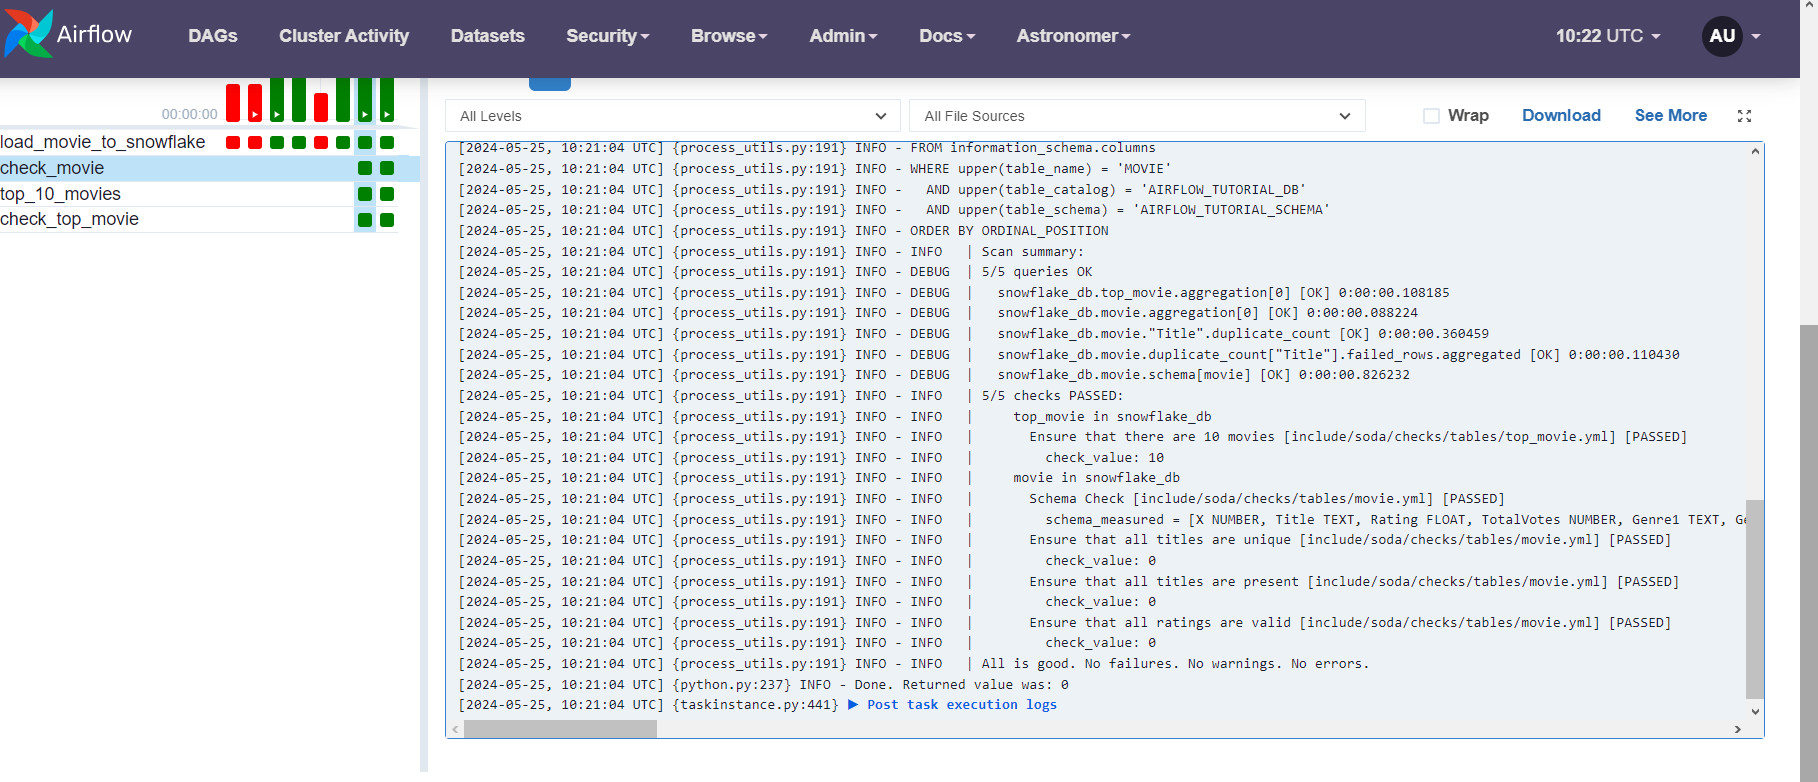 Airflow
DAGs Cluster Activity Datasets Security Browse Admin Docs Astronomer 10:22 UTC AU
00:00:00
load_movie_to_snowflake
check_movie
top_10_movies
check_top_movie
All Levels All File Sources Wrap Download See More
[2024-05-25, 10:21:04 UTC] {process_utils.py:191} INFO - FROM information_schema.columns
[2024-05-25, 10:21:04 UTC] {process_utils.py:191} INFO - WHERE upper(table_name) = 'MOVIE'
[2024-05-25, 10:21:04 UTC] {process_utils.py:191} INFO -   AND upper(table_catalog) = 'AIRFLOW_TUTORIAL_DB'
[2024-05-25, 10:21:04 UTC] {process_utils.py:191} INFO -   AND upper(table_schema) = 'AIRFLOW_TUTORIAL_SCHEMA'
[2024-05-25, 10:21:04 UTC] {process_utils.py:191} INFO - ORDER BY ORDINAL_POSITION
[2024-05-25, 10:21:04 UTC] {process_utils.py:191} INFO - INFO   | Scan summary:
[2024-05-25, 10:21:04 UTC] {process_utils.py:191} INFO - DEBUG  | 5/5 queries OK
[2024-05-25, 10:21:04 UTC] {process_utils.py:191} INFO - DEBUG  |   snowflake_db.top_movie.aggregation[0] [OK] 0:00:00.108185
[2024-05-25, 10:21:04 UTC] {process_utils.py:191} INFO - DEBUG  |   snowflake_db.movie.aggregation[0] [OK] 0:00:00.088224
[2024-05-25, 10:21:04 UTC] {process_utils.py:191} INFO - DEBUG  |   snowflake_db.movie."Title".duplicate_count [OK] 0:00:00.360459
[2024-05-25, 10:21:04 UTC] {process_utils.py:191} INFO - DEBUG  |   snowflake_db.movie.duplicate_count["Title"].failed_rows.aggregated [OK] 0:00:00.110430
[2024-05-25, 10:21:04 UTC] {process_utils.py:191} INFO - DEBUG  |   snowflake_db.movie.schema[movie] [OK] 0:00:00.826232
[2024-05-25, 10:21:04 UTC] {process_utils.py:191} INFO - INFO   | 5/5 checks PASSED:
[2024-05-25, 10:21:04 UTC] {process_utils.py:191} INFO - INFO   |     top_movie in snowflake_db
[2024-05-25, 10:21:04 UTC] {process_utils.py:191} INFO - INFO   |       Ensure that there are 10 movies [include/soda/checks/tables/top_movie.yml] [PASSED]
[2024-05-25, 10:21:04 UTC] {process_utils.py:191} INFO - INFO   |         check_value: 10
[2024-05-25, 10:21:04 UTC] {process_utils.py:191} INFO - INFO   |     movie in snowflake_db
[2024-05-25, 10:21:04 UTC] {process_utils.py:191} INFO - INFO   |       Schema Check [include/soda/checks/tables/movie.yml] [PASSED]
[2024-05-25, 10:21:04 UTC] {process_utils.py:191} INFO - INFO   |         schema_measured = [X NUMBER, Title TEXT, Rating FLOAT, TotalVotes NUMBER, Genre1 TEXT,
[2024-05-25, 10:21:04 UTC] {process_utils.py:191} INFO - INFO   |       Ensure that all titles are unique [include/soda/checks/tables/movie.yml] [PASSED]
[2024-05-25, 10:21:04 UTC] {process_utils.py:191} INFO - INFO   |         check_value: 0
[2024-05-25, 10:21:04 UTC] {process_utils.py:191} INFO - INFO   |       Ensure that all titles are present [include/soda/checks/tables/movie.yml] [PASSED]
[2024-05-25, 10:21:04 UTC] {process_utils.py:191} INFO - INFO   |         check_value: 0
[2024-05-25, 10:21:04 UTC] {process_utils.py:191} INFO - INFO   |       Ensure that all ratings are valid [include/soda/checks/tables/movie.yml] [PASSED]
[2024-05-25, 10:21:04 UTC] {process_utils.py:191} INFO - INFO   |         check_value: 0
[2024-05-25, 10:21:04 UTC] {process_utils.py:191} INFO - INFO   | All is good. No failures. No warnings. No errors.
[2024-05-25, 10:21:04 UTC] {python.py:237} INFO - Done. Returned value was: 0
[2024-05-25, 10:21:04 UTC] {taskinstance.py:441} ▶ Post task execution logs